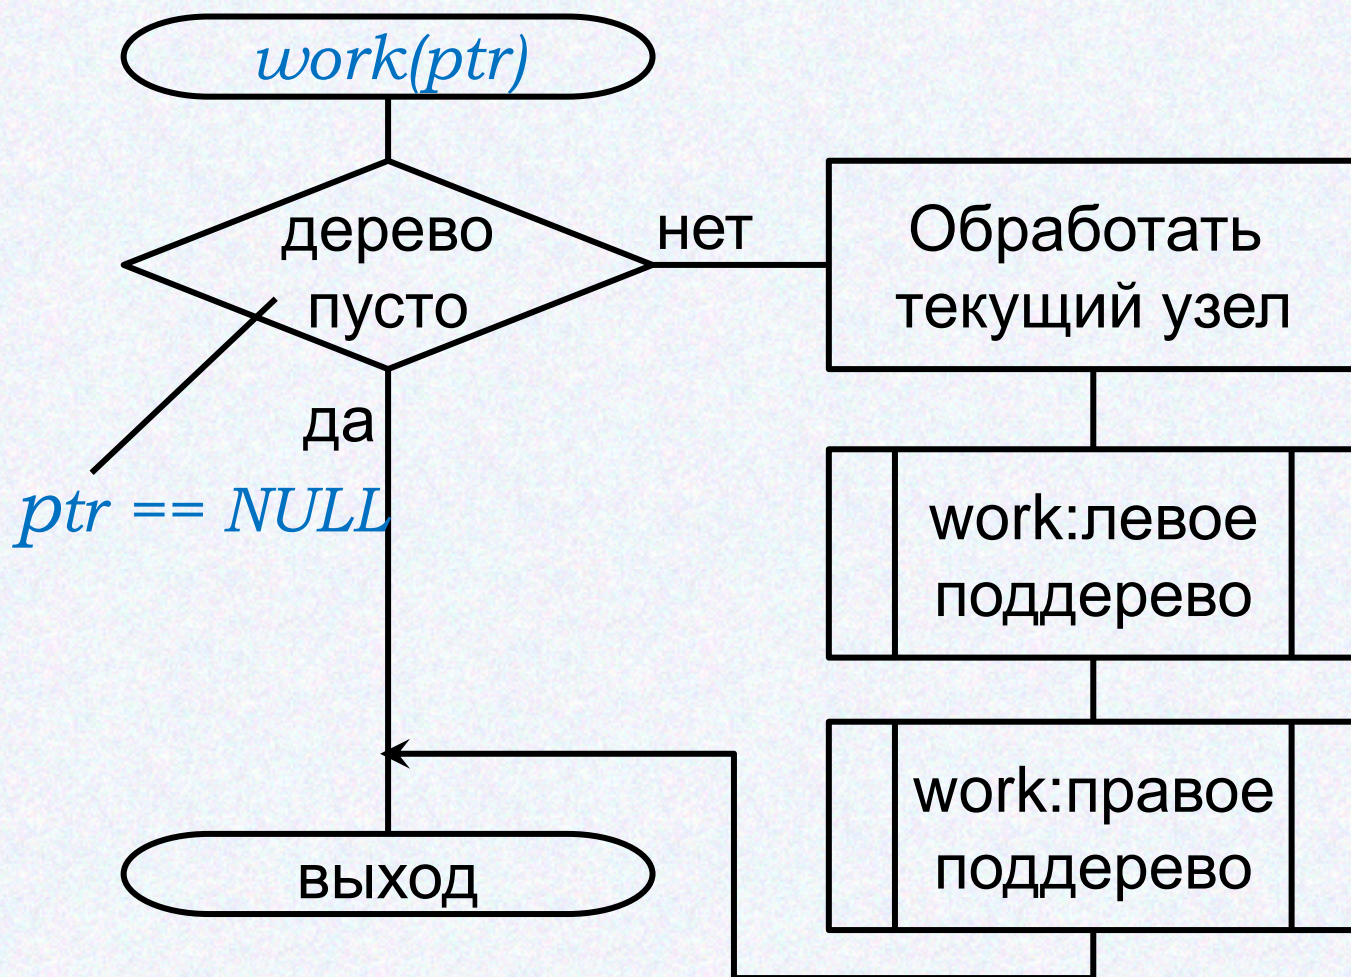 work(ptr)
дерево
пусто
нет
да
ptr == NULL
Обработать
текущий узел
work:левое
поддерево
work:правое
поддерево
выход